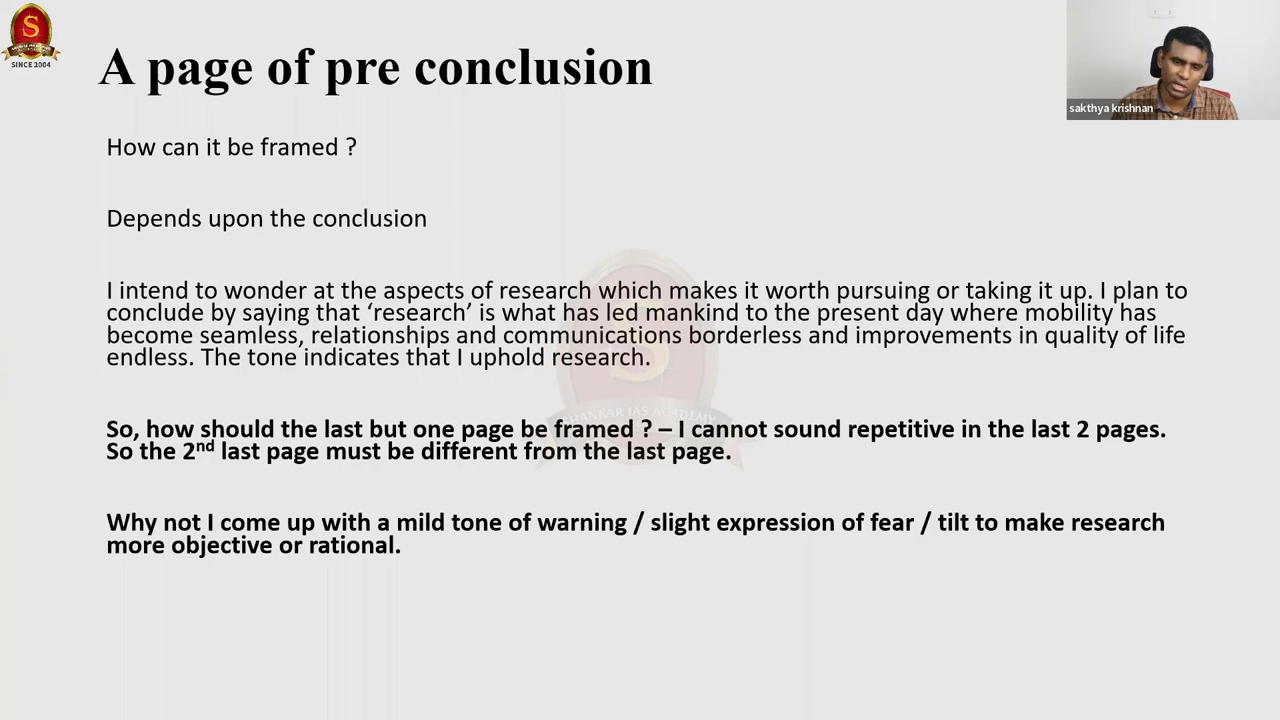 S
SINCE 2004
A page of pre conclusion
sakthya krishnan
How can it be framed ?
Depends upon the conclusion
I intend to wonder at the aspects of research which makes it worth pursuing or taking it up. I plan to
conclude by saying that ‘research’ is what has led mankind to the present day where mobility has
become seamless, relationships and communications borderless and improvements in quality of life
endless. The tone indicates that I uphold research.
SHANKAR IAS ACADEMY
So, how should the last but one page be framed ? – I cannot sound repetitive in the last 2 pages.
So the 2nd last page must be different from the last page.
Why not I come up with a mild tone of warning / slight expression of fear / tilt to make research
more objective or rational.